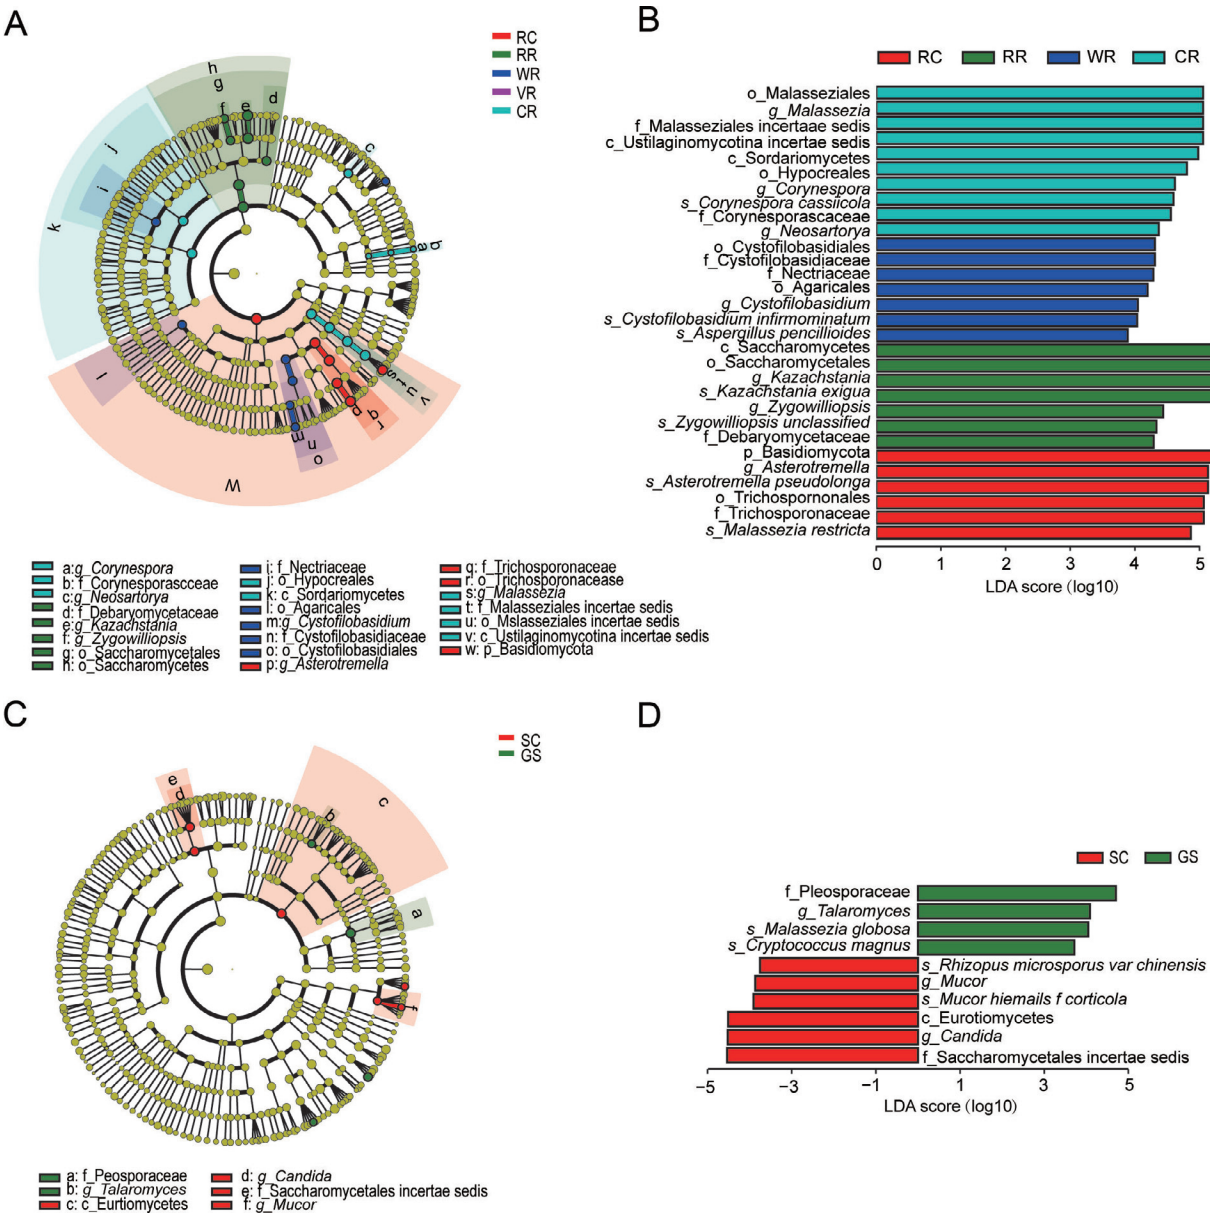 A
RC
RR
WR
VR
CR
h
g
f
e
d
c
j
i
k
b
a
l
s
t
u
v
p
q
r
m
n
o
w
a:g_Corynespora
b: f_Corynesporascceae
c:g_Neosartorya
d: f_Debaryomycetaceae
e:g_Kazachstania
f: g_Zygowilliopsis
g: o_Saccharomycetales
h: o_Saccharomycetes
i: f_Nectriaceae
j: o_Hypocreales
k: c_Sordariomycetes
l: o_Agaricales
m:g_Cystofilobasidium
n: f_Cystofilobasidiaceae
o: o_Cystofilobasidiales
p:g_Asterotremella
q: f_Trichosporonaceae
r: o_Trichosporonacease
s:g_Malassezia
t: f_Malasseziales incertae sedis
u: o_Mslasseziales incertae sedis
v: c_Ustilaginomycotina incertae sedis
w: p_Basidiomycota
B
RC RR WR CR
o_Malasseziales
g_Malassezia
f_Malasseziales incertaae sedis
c_Ustilaginomycotina incertae sedis
c_Sordariomycetes
o_Hypocreales
g_Corynespora
s_Corynespora cassiicola
f_Corynesporascaceae
g_Neosartorya
o_Cystofilobasidiales
f_Cystofilobasidiaceae
f_Nectriaceae
o_Agaricales
g_Cystofilobasidium
s_Cystofilobasidium infirmominatum
s_Aspergillus pencillioides
c_Saccharomycetes
o_Saccharomycetales
g_Kazachstania
s_Kazachstania exigua
g_Zygowilliopsis
s_Zygowilliopsis unclassified
f_Debaryomycetaceae
p_Basidiomycota
g_Asterotremella
s_Asterotremella pseudolonga
o_Trichospornonales
f_Trichosporonaceae
s_Malassezia restricta
0 1 2 3 4 5
LDA score (log10)
C
SC
GS
e
d
c
b
a
f
a: f_Peosporaceae
b: g_Talaromyces
c: c_Eurtiomycetes
d: g_Candida
e: f_Saccharomycetales incertae sedis
f: g_Mucor
D
SC GS
f_Pleosporaceae
g_Talaromyces
s_Malassezia globosa
s_Cryptococcus magnus
s_Rhizopus microsporus var chinensis
g_Mucor
s_Mucor hiemails f corticola
c_Eurotiomycetes
g_Candida
f_Saccharomycetales incertae sedis
−5 −3 −1 1 3 5
LDA score (log10)